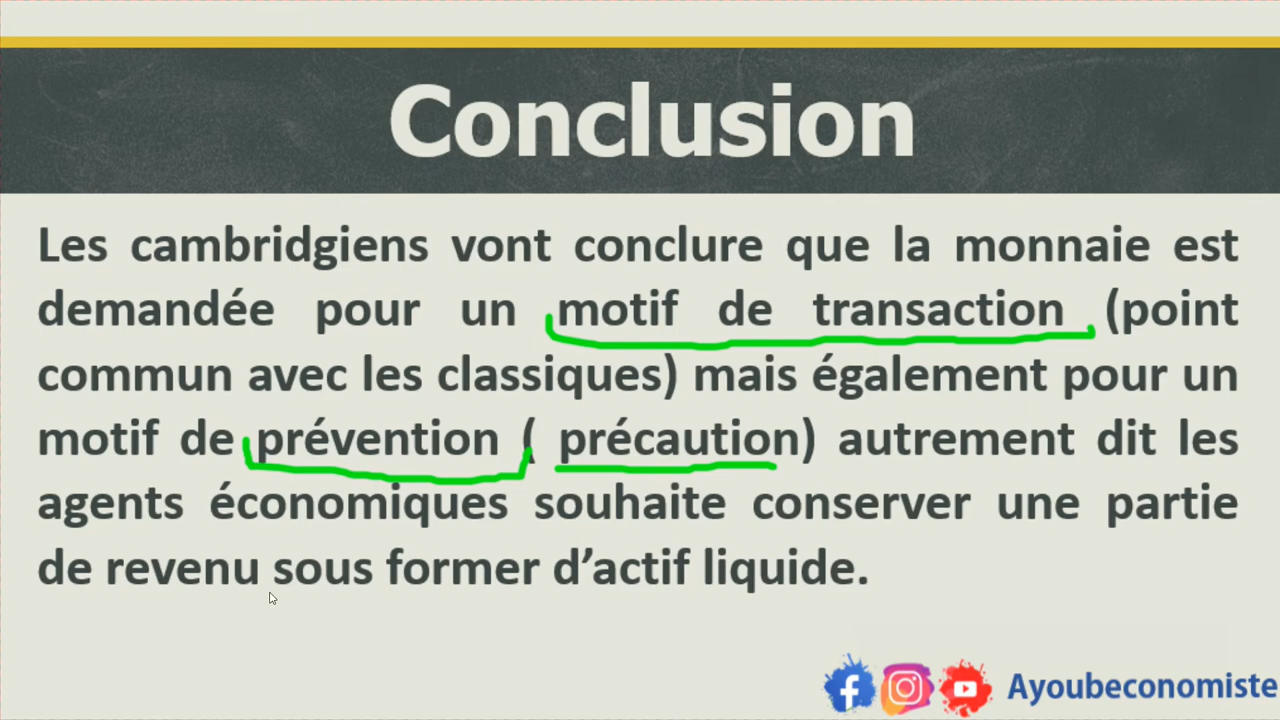 Conclusion
Les cambridgiens vont conclure que la monnaie est
demandée pour un motif de transaction (point
commun avec les classiques) mais également pour un
motif de prévention ( précaution) autrement dit les
agents économiques souhaite conserver une partie
de revenu sous former d’actif liquide.
Ayoubeconomiste